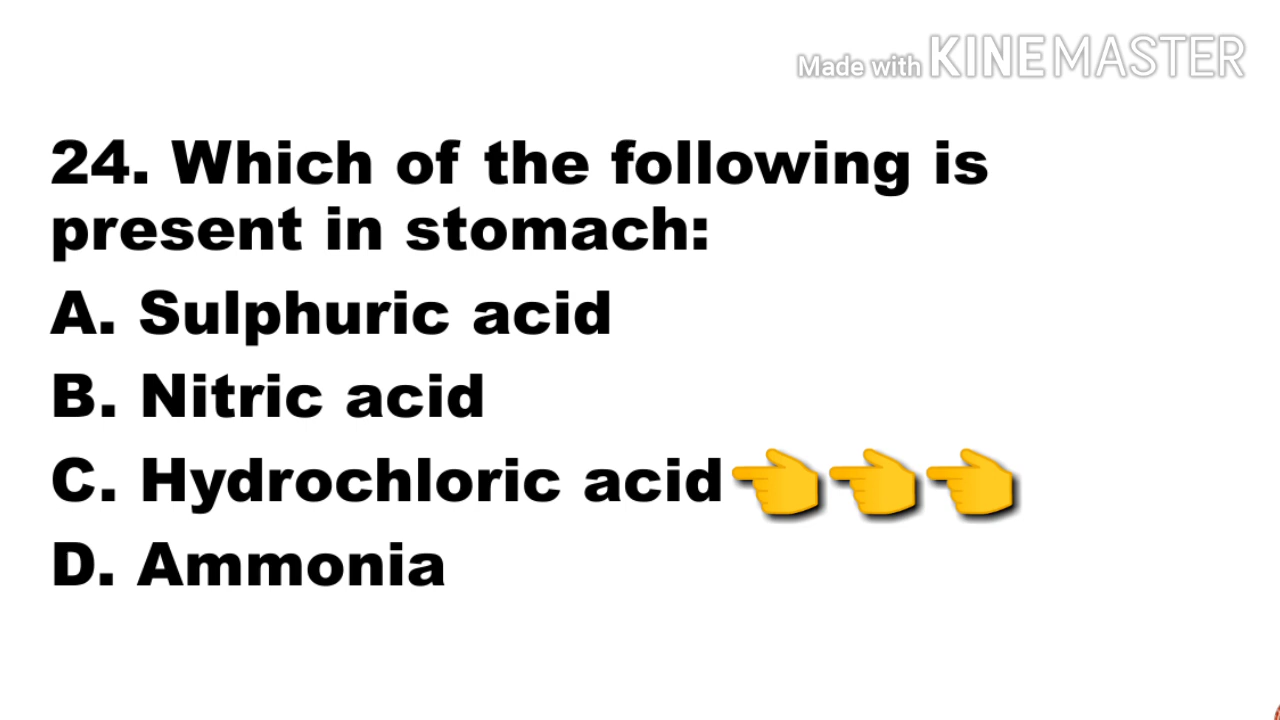 Made with KINEMASTER
24. Which of the following is
present in stomach:
A. Sulphuric acid
B. Nitric acid
C. Hydrochloric acid👈👈👈
D. Ammonia